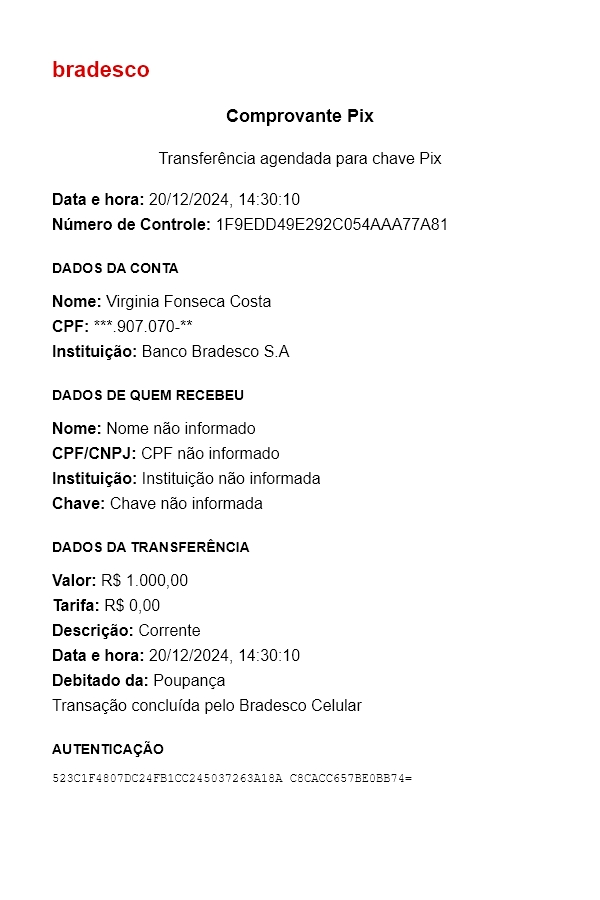 bradesco
Comprovante Pix
Transferência agendada para chave Pix
Data e hora: 20/12/2024, 14:30:10
Número de Controle: 1F9EDD49E292C054AAA77A81
DADOS DA CONTA
Nome: Virginia Fonseca Costa
CPF: ***.907.070-**
Instituição: Banco Bradesco S.A
DADOS DE QUEM RECEBEU
Nome: Nome não informado
CPF/CNPJ: CPF não informado
Instituição: Instituição não informada
Chave: Chave não informada
DADOS DA TRANSFERÊNCIA
Valor: R$ 1.000,00
Tarifa: R$ 0,00
Descrição: Corrente
Data e hora: 20/12/2024, 14:30:10
Debitado da: Poupança
Transação concluída pelo Bradesco Celular
AUTENTICAÇÃO
523C1F4807DC24FB1CC245037263A18A C8CACC657BE0BB74=